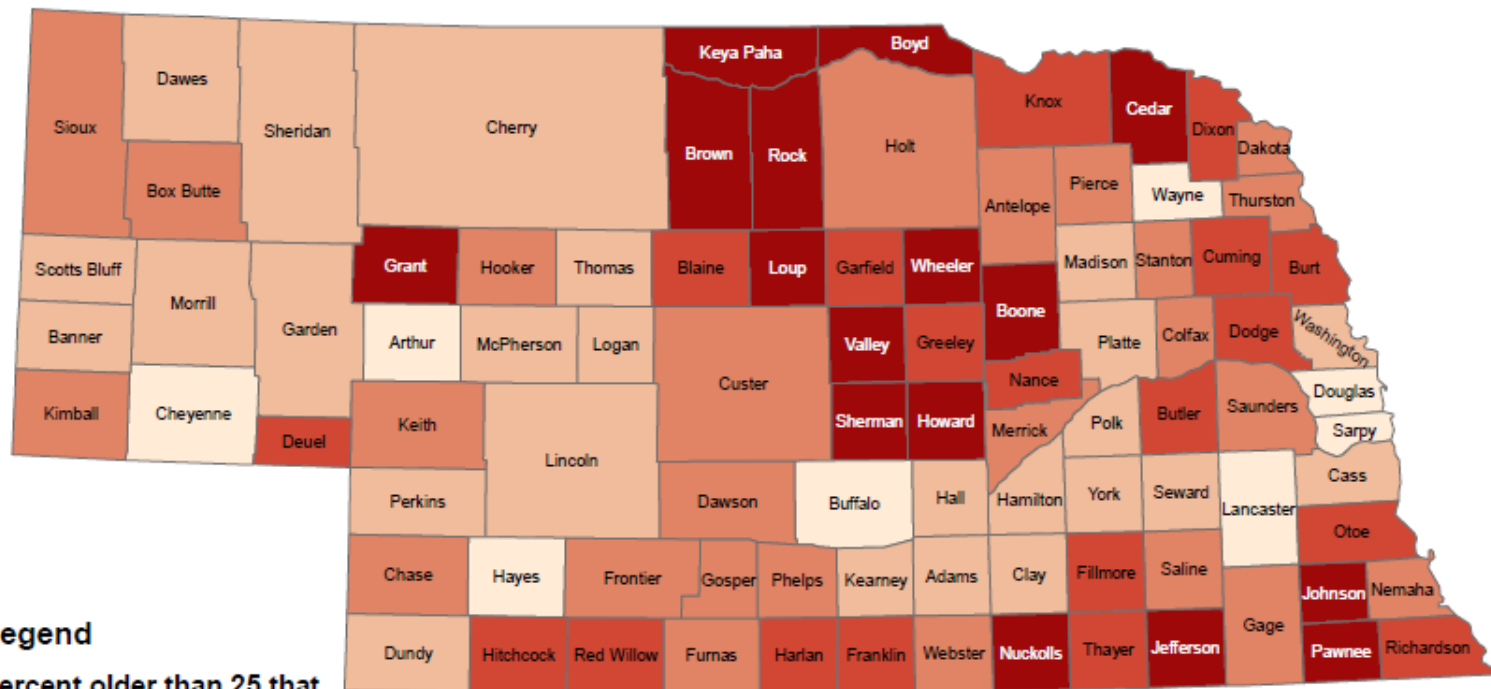 Keya Paha
Boyd
Dawes
Sioux
Sheridan
Cherry
Brown
Rock
Holt
Knox
Cedar
Dixon
Dakota
Box Butte
Antelope
Pierce
Wayne
Thurston
Scotts Bluff
Morrill
Garden
Grant
Hooker
Thomas
Blaine
Loup
Garfield
Wheeler
Boone
Madison
Stanton
Cuming
Burt
Banner
Arthur
McPherson
Logan
Custer
Valley
Greeley
Platte
Colfax
Dodge
Washington
Kimball
Cheyenne
Deuel
Keith
Lincoln
Sherman
Howard
Nance
Merrick
Polk
Butler
Saunders
Douglas
Sarpy
Perkins
Dawson
Buffalo
Hall
Hamilton
York
Seward
Lancaster
Cass
Otoe
Chase
Hayes
Frontier
Gosper
Phelps
Kearney
Adams
Clay
Fillmore
Saline
Gage
Johnson
Nemaha
Dundy
Hitchcock
Red Willow
Furnas
Harlan
Franklin
Webster
Nuckolls
Thayer
Jefferson
Pawnee
Richardson
egend
ercent older than 25 that